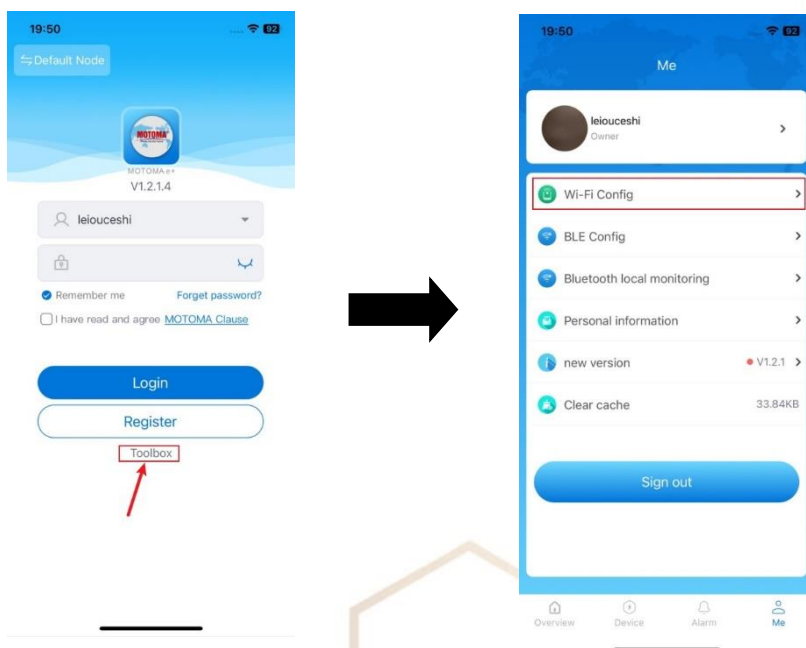 19:50
92
Default Node
MOTOMA
MOTOMA e+
V1.2.1.4
leiouceshi
Remember me
Forget password?
I have read and agree MOTOMA Clause
Login
Register
Toolbox
19:50
92
Me
leiouceshi
Owner
Wi-Fi Config
BLE Config
Bluetooth local monitoring
Personal information
new version
V1.2.1
Clear cache
33.84KB
Sign out
Overview
Device
Alarm
Me